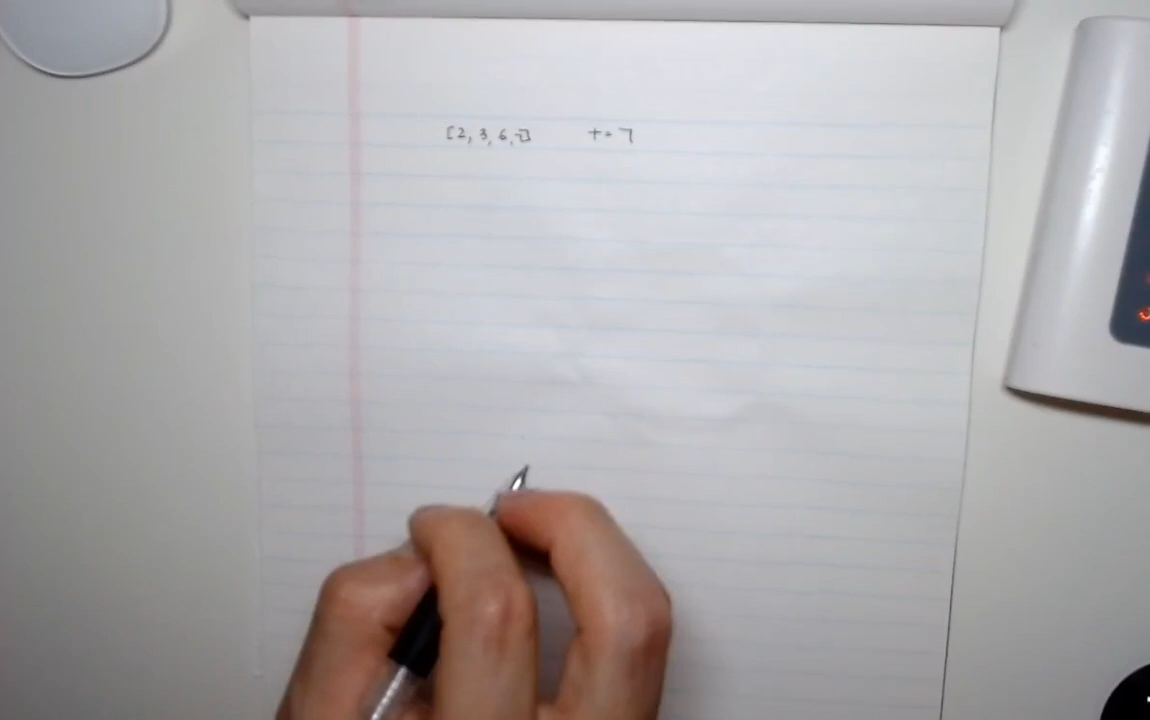 [2, 3, 6, 7] t = 7